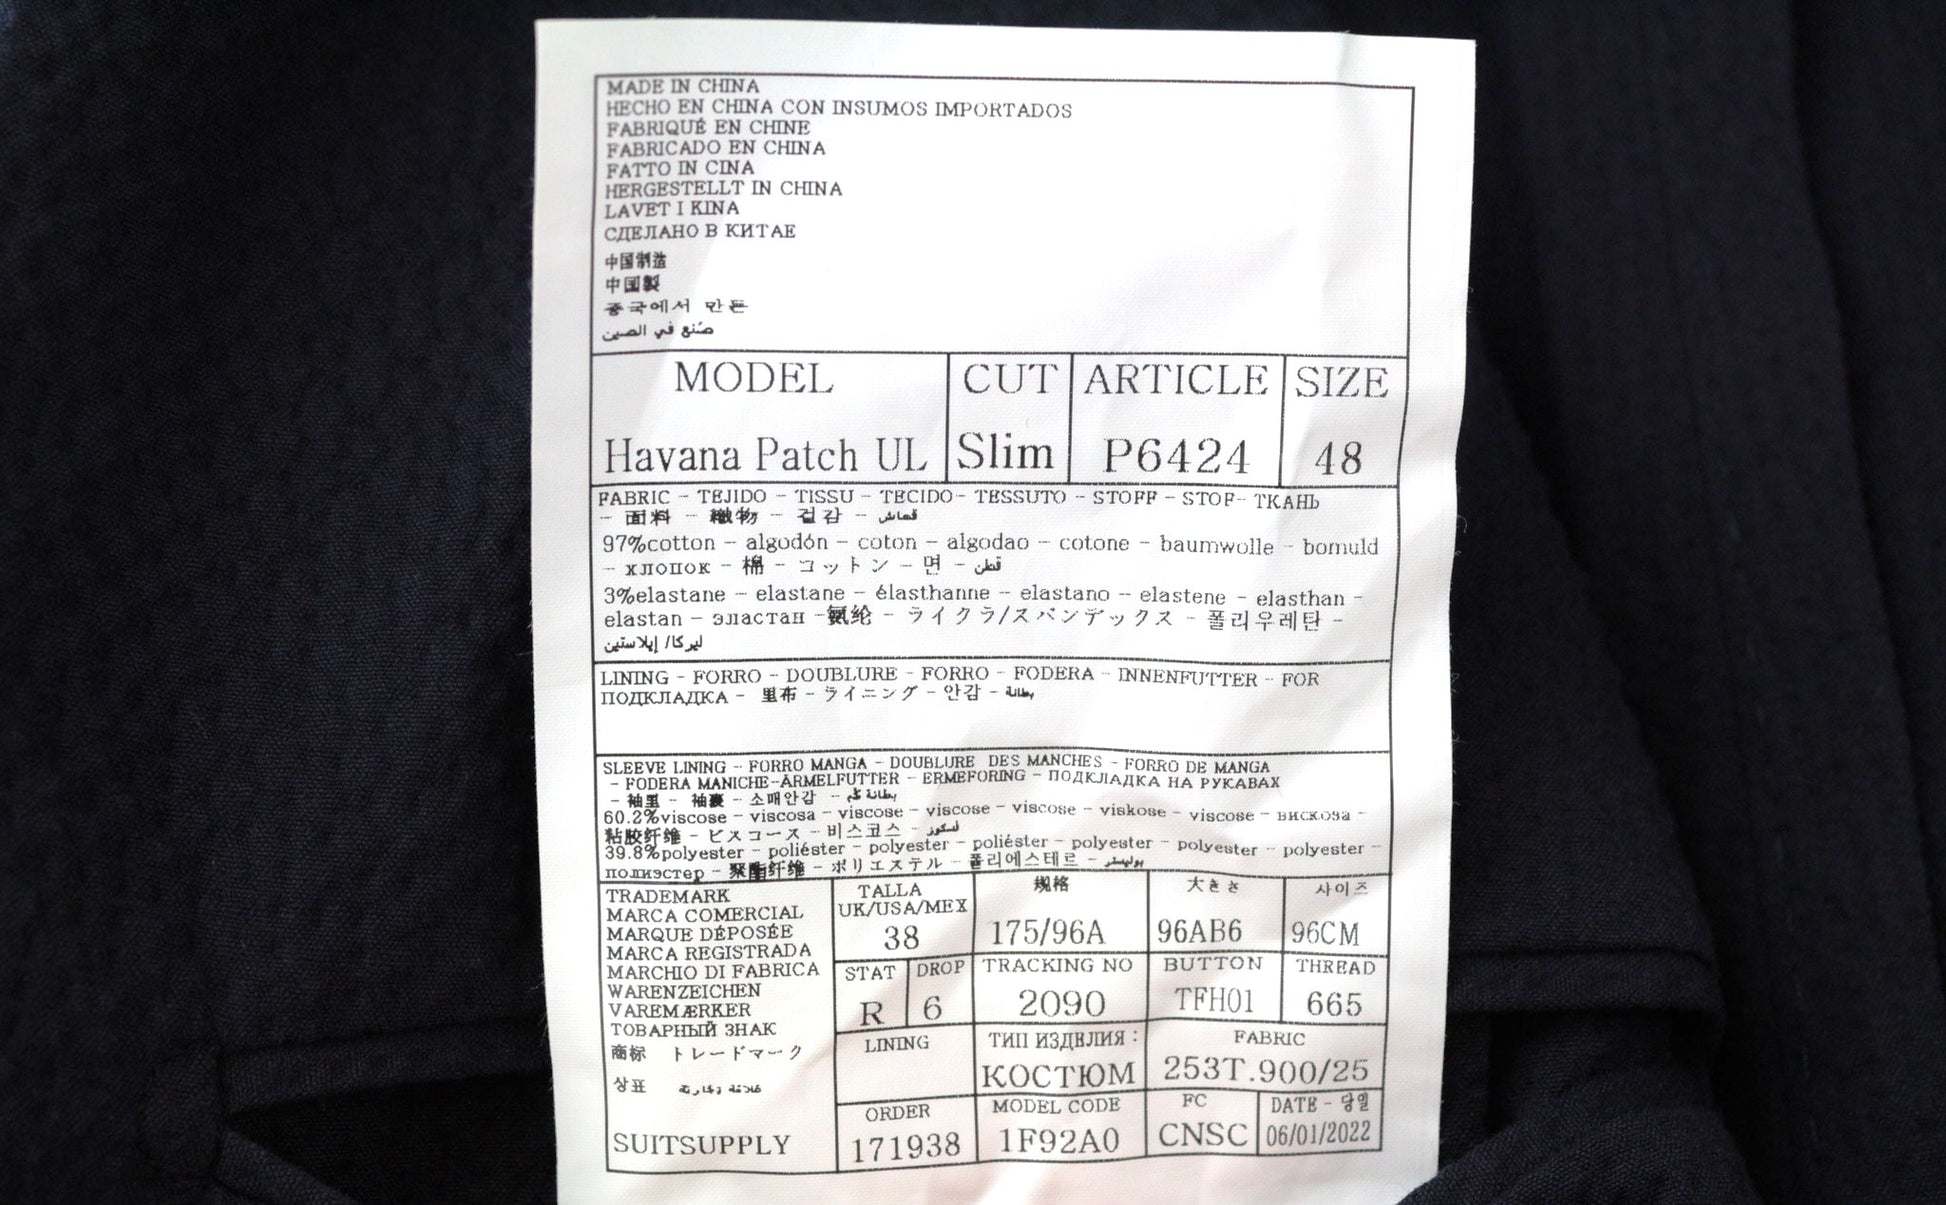 MADE IN CHINA
HECHO EN CHINA CON INSUMOS IMPORTADOS
FABRIQUÉ EN CHINE
FABRICADO EN CHINA
FATTO IN CINA
HERGESTELLT IN CHINA
LAVET I KINA
СДЕЛАНО В КИТАЕ
中国制造
中国製
중국에서 만든
صُنع في الصين
MODEL CUT ARTICLE SIZE
Havana Patch UL Slim P6424 48
FABRIC - TEJIDO - TISSU - TECIDO- TESSUTO - STOFF - STOF- ТКАНЬ
- 面料 - 織物 - 겉감 - قماش
97%cotton - algodón - coton - algodao - cotone - baumwolle - bomuld
- хлопок - 棉 - コットン - 면 - قطن
3%elastane - elastane - élasthanne - elastano - elastene - elasthan -
elastan - эластан -氨纶 - ライクラ/スパンデックス - 폴리우레탄 -
ليركا/ إيلاستين
LINING - FORRO - DOUBLURE - FORRO - FODERA - INNENFUTTER - FOR
ПОДКЛАДКА - 里布 - ライニング - 안감 - بطانة
SLEEVE LINING - FORRO MANGA - DOUBLURE DES MANCHES - FORRO DE MANGA
- FODERA MANICHE-ÄRMELFUTTER - ERMEFORING - ПОДКЛАДКА НА РУКАВАХ
- 袖里 - 袖裏 - 소매안감 - بطانة كم
60.2%viscose - viscosa - viscose - viscose - viscose - viskose - viscose - вискоза -
粘胶纤维 - ビスコース - 비스코스 - فسكوز
39.8%polyester - poliéster - polyester - poliéster - polyester - polyester - polyester -
полиэстер - 聚酯纤维 - ポリエステル - 폴리에스테르 - بوليستر
TRADEMARK
MARCA COMERCIAL
MARQUE DÉPOSÉE
MARCA REGISTRADA
MARCHIO DI FABRICA
WARENZEICHEN
VAREMÆRKER
ТОВАРНЫЙ ЗНАК
商标 トレードマーク
상표 علامة تجارية
SUITSUPPLY
TALLA
UK/USA/MEX
38
规格
175/96A
大きさ
96AB6
사이즈
96CM
STAT DROP TRACKING NO BUTTON THREAD
R 6 2090 TFH01 665
LINING ТИП ИЗДЕЛИЯ: FABRIC
КОСТЮМ 253T.900/25
ORDER MODEL CODE FC DATE - 당일
171938 1F92A0 CNSC 06/01/2022